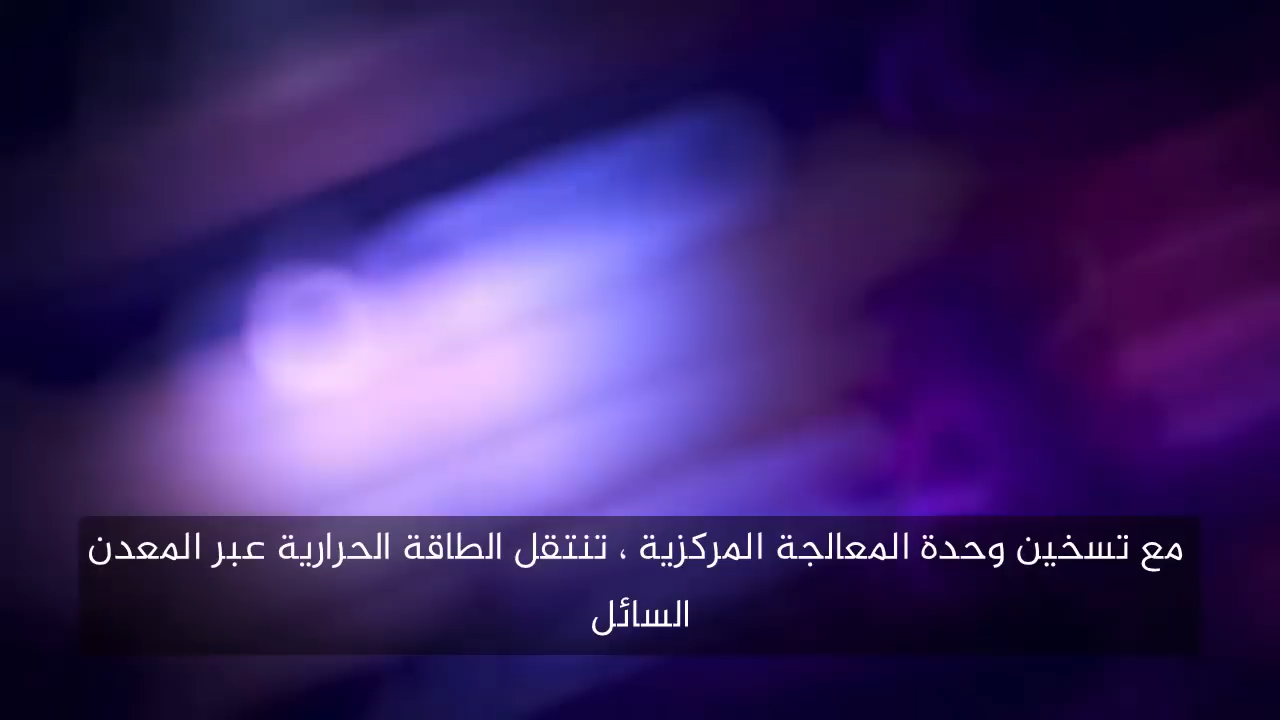 مع تسخين وحدة المعالجة المركزية ، تنتقل الطاقة الحرارية عبر المعدن
السائل